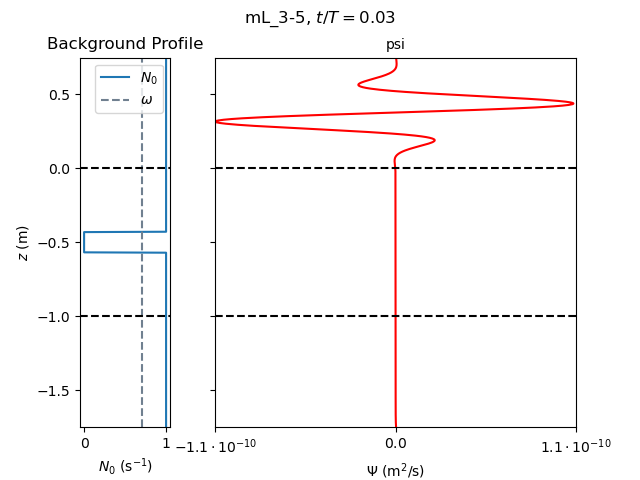 mL_3-5, t/T = 0.03
Background Profile
psi
N₀
ω
0.5
0.0
−0.5
−1.0
−1.5
z (m)
0
1
−1.1 · 10⁻¹⁰
0.0
1.1 · 10⁻¹⁰
N₀ (s⁻¹)
Ψ (m²/s)